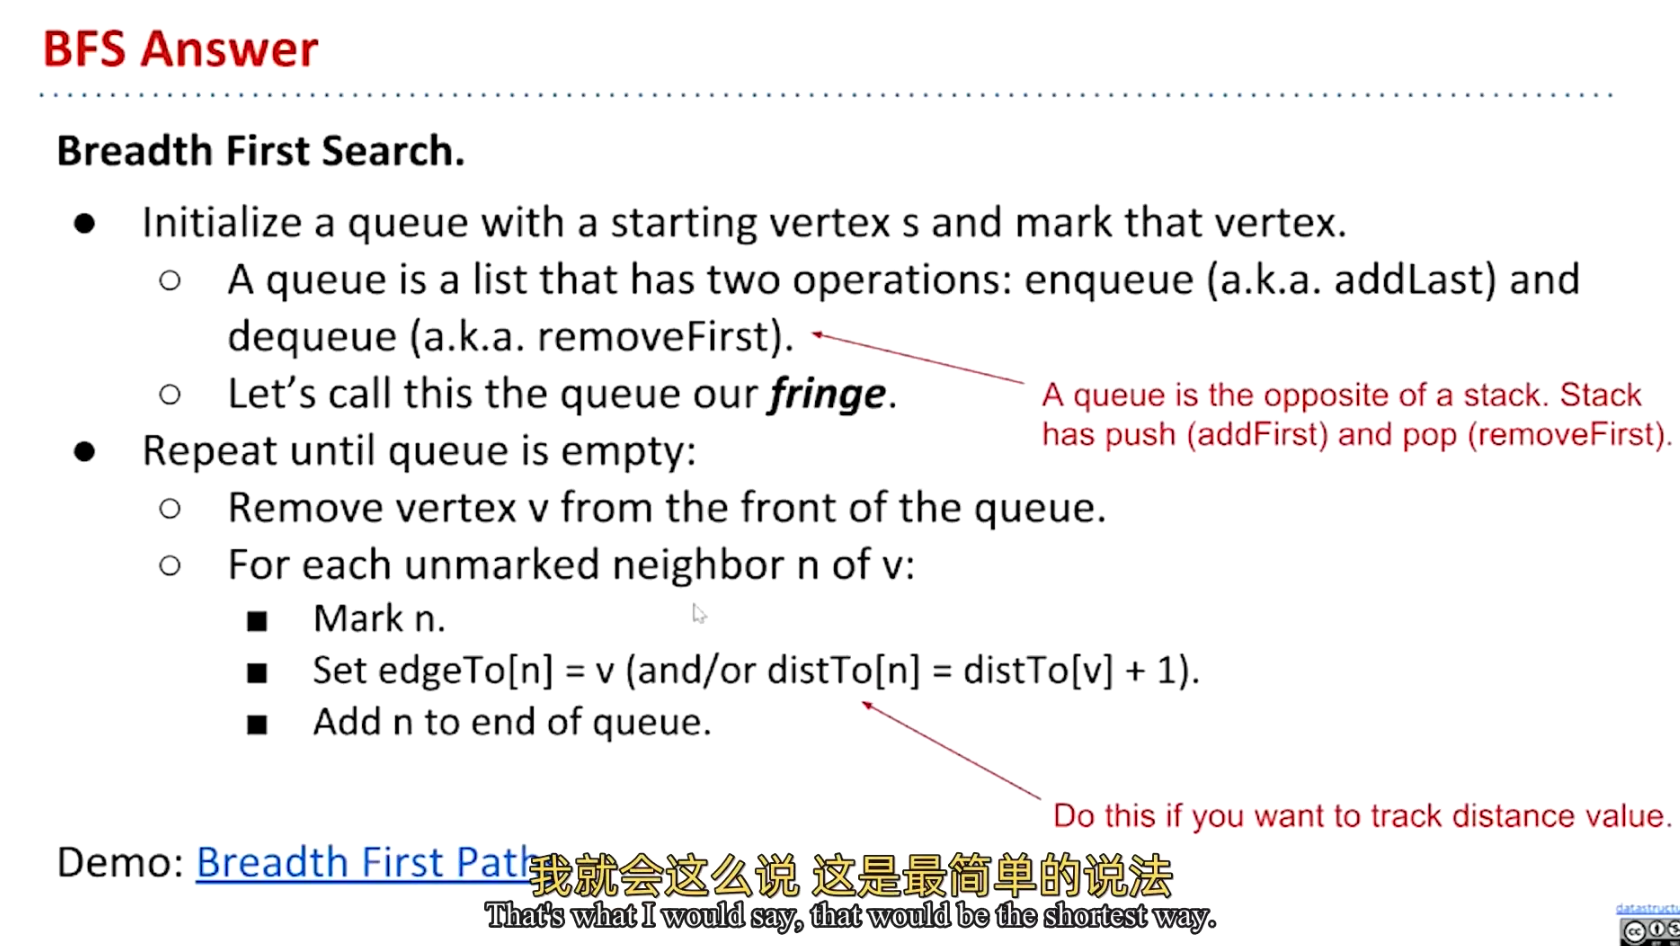 BFS Answer
Breadth First Search.
● Initialize a queue with a starting vertex s and mark that vertex.
○ A queue is a list that has two operations: enqueue (a.k.a. addLast) and
dequeue (a.k.a. removeFirst).
○ Let's call this the queue our fringe.
A queue is the opposite of a stack. Stack
has push (addFirst) and pop (removeFirst).
● Repeat until queue is empty:
○ Remove vertex v from the front of the queue.
○ For each unmarked neighbor n of v:
■ Mark n.
■ Set edgeTo[n] = v (and/or distTo[n] = distTo[v] + 1).
■ Add n to end of queue.
Do this if you want to track distance value.
Demo: Breadth First Path
我就会这么说 这是最简单的说法
That's what I would say, that would be the shortest way.
datastructu
cc